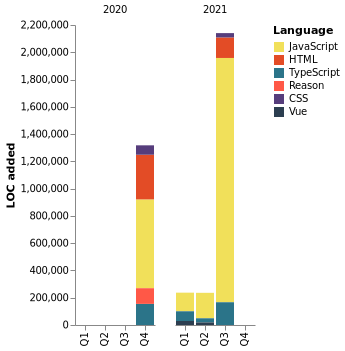 2020 2021
Language
JavaScript
HTML
TypeScript
Reason
CSS
Vue
LOC added
2,200,000
2,000,000
1,800,000
1,600,000
1,400,000
1,200,000
1,000,000
800,000
600,000
400,000
200,000
0
Q1 Q2 Q3 Q4 Q1 Q2 Q3 Q4